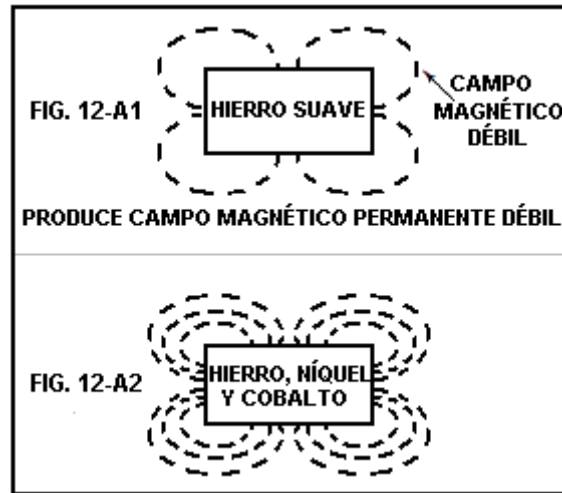 FIG. 12-A1
HIERRO SUAVE
CAMPO
MAGNÉTICO
DÉBIL
PRODUCE CAMPO MAGNÉTICO PERMANENTE DÉBIL
FIG. 12-A2
HIERRO, NÍQUEL
Y COBALTO